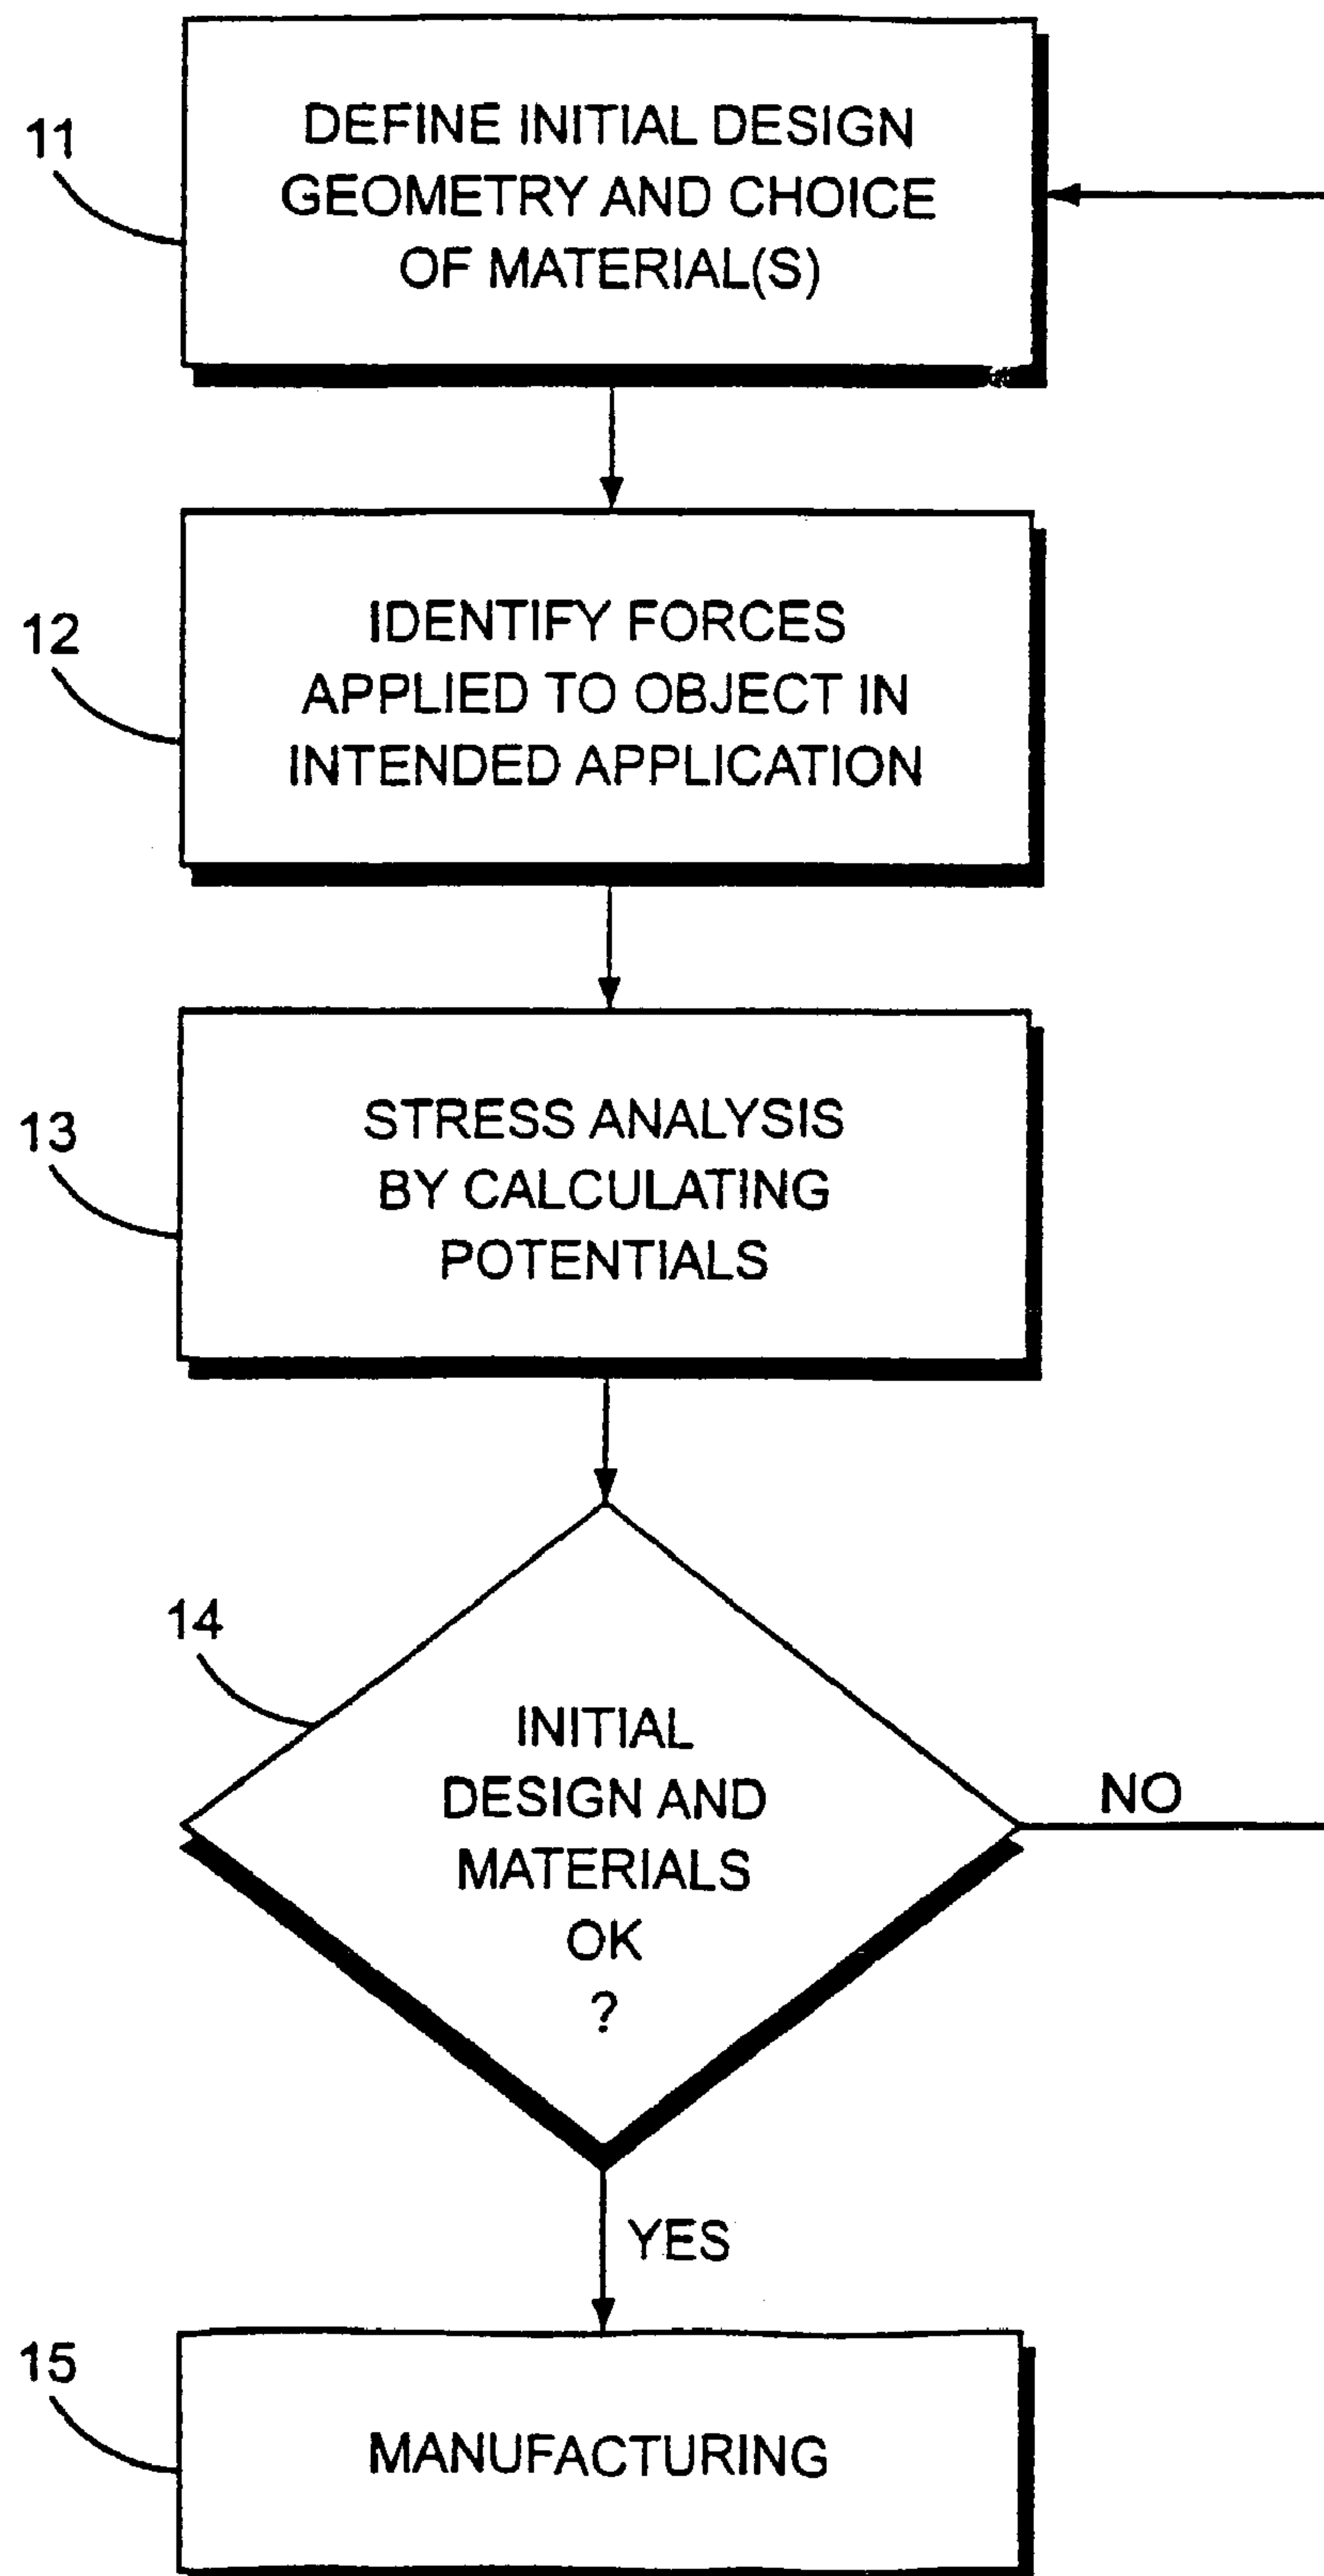 11
DEFINE INITIAL DESIGN
GEOMETRY AND CHOICE
OF MATERIAL(S)
12
IDENTIFY FORCES
APPLIED TO OBJECT IN
INTENDED APPLICATION
13
STRESS ANALYSIS
BY CALCULATING
POTENTIALS
14
INITIAL
DESIGN AND
MATERIALS
OK
?
NO
YES
15
MANUFACTURING